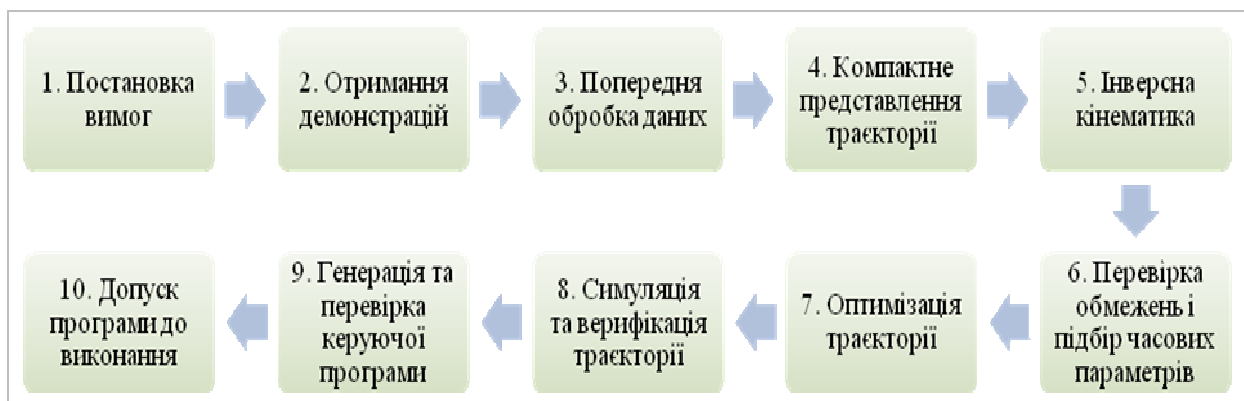 1. Постановка
вимог
2. Отримання
демонстрацій
3. Попередня
обробка даних
4. Компактне
представлення
траєкторії
5. Інверсна
кінематика
6. Перевірка
обмежень і
підбір часових
параметрів
7. Оптимізація
траєкторії
8. Симуляція
та верифікація
траєкторії
9. Генерація та
перевірка
керуючої
програми
10. Допуск
програми до
виконання